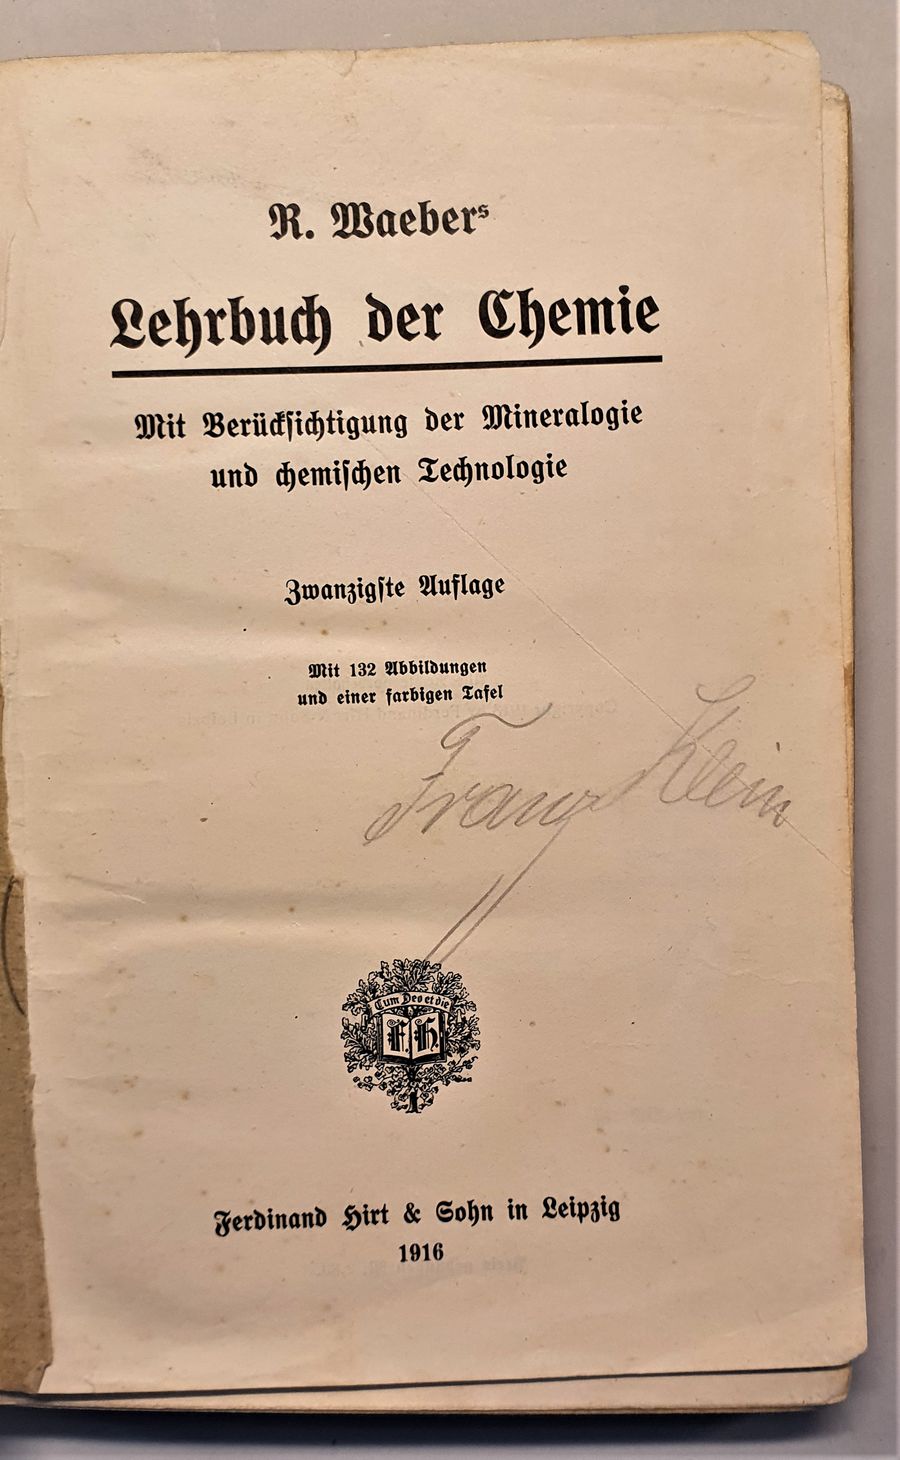 R. Waebers
Lehrbuch der Chemie
Mit Berücksichtigung der Mineralogie
und chemischen Technologie
Zwanzigste Auflage
Mit 132 Abbildungen
und einer farbigen Tafel
Franz Klein
Cum Deo et die
F. H.
Ferdinand Hirt & Sohn in Leipzig
1916